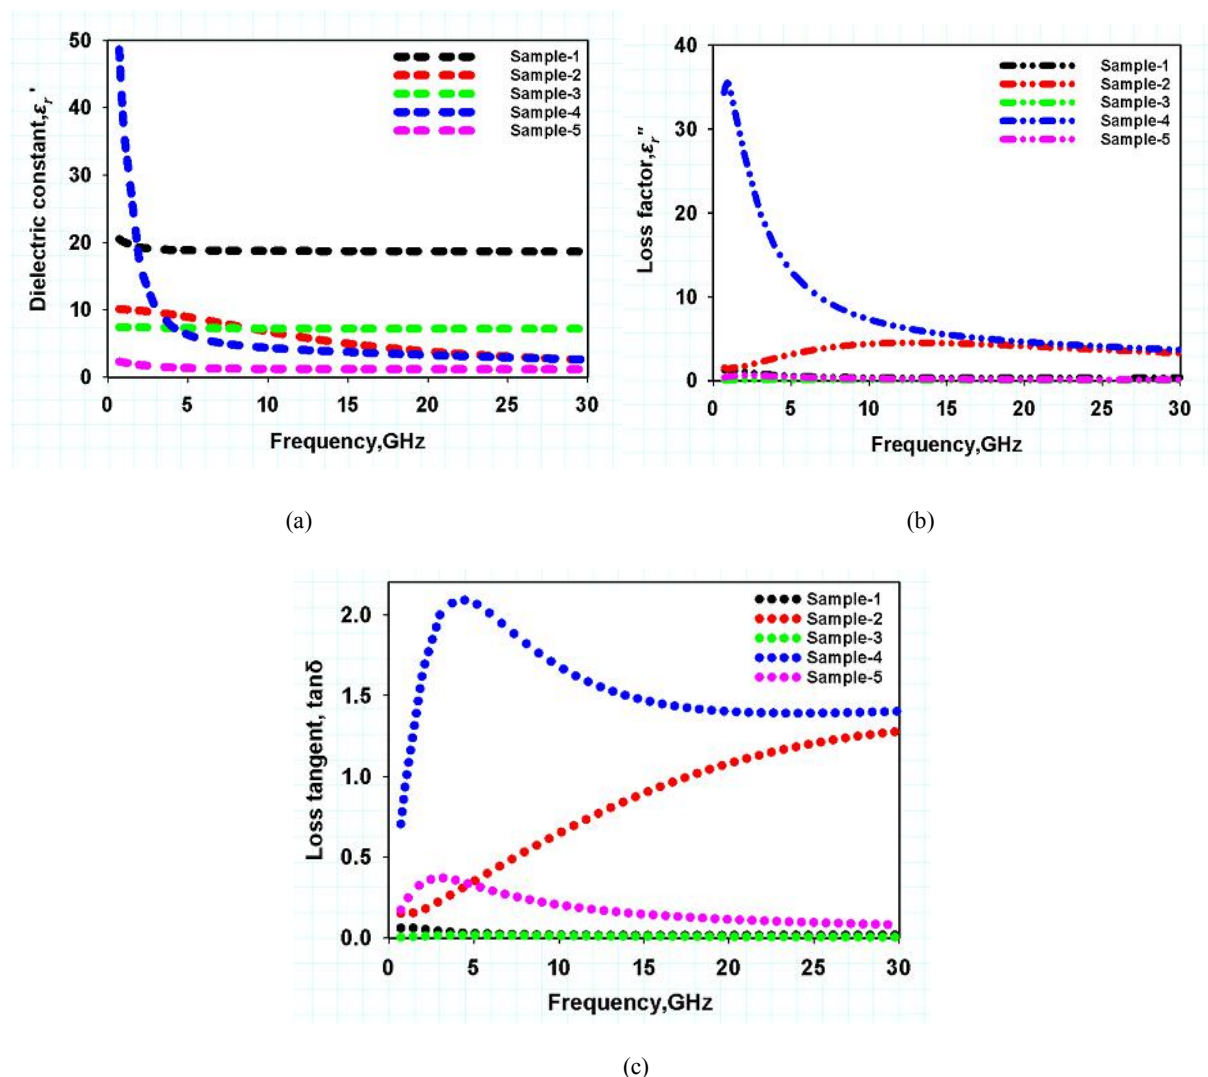 50
40
30
20
10
0
Dielectric constant,εr'
Sample-1
Sample-2
Sample-3
Sample-4
Sample-5
0 5 10 15 20 25 30
Frequency,GHz
(a)
40
30
20
10
0
Loss factor,εr"
Sample-1
Sample-2
Sample-3
Sample-4
Sample-5
0 5 10 15 20 25 30
Frequency,GHz
(b)
2.0
1.5
1.0
0.5
0.0
Loss tangent, tanδ
Sample-1
Sample-2
Sample-3
Sample-4
Sample-5
0 5 10 15 20 25 30
Frequency,GHz
(c)